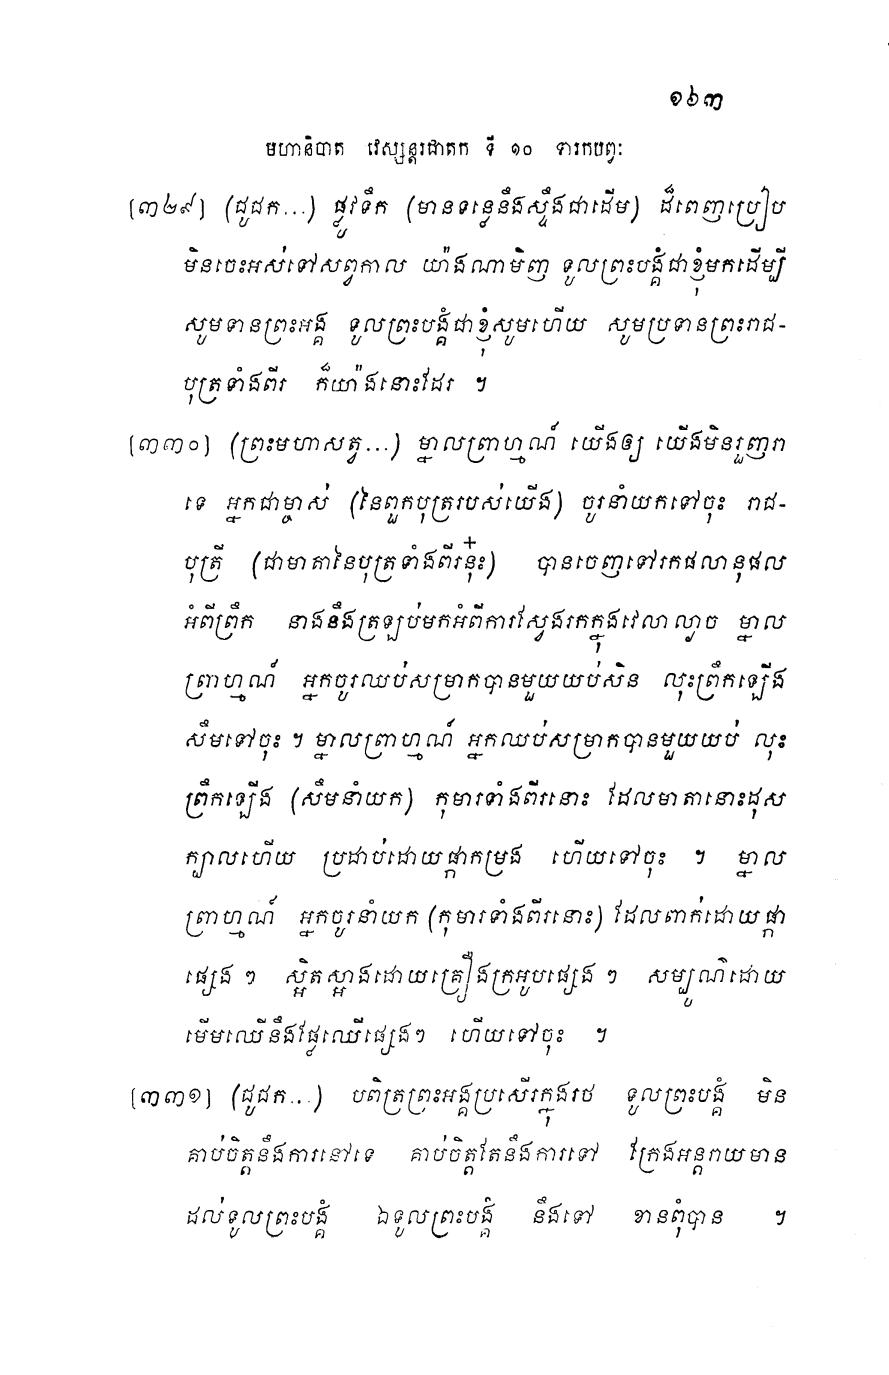 ១៦៣
មហានិបាត វេស្សន្តរជាតក ទី ១០ ទារកបព្វៈ
[៣២៩] (ជូជក...) ផ្លូវទឹក (មានទន្លេនឹងស្ទឹងជាដើម) ដ៏ពេញប្រៀប
មិនចេះអស់ទៅសព្វកាល យ៉ាងណាមិញ ទូលព្រះបង្គំជាខ្ញុំមកដើម្បី
សូមទានព្រះអង្គ ទូលព្រះបង្គំជាខ្ញុំសូមហើយ សូមប្រទានព្រះរាជ-
បុត្រទាំងពីរ ក៏យ៉ាងនោះដែរ ។
[៣៣០] (ព្រះមហាសត្វ...) ម្នាលព្រាហ្មណ៍ យើងឲ្យ យើងមិនរួញរា
ទេ អ្នកជាម្ចាស់ (នៃពួកបុត្ររបស់យើង) ចូរនាំយកទៅចុះ រាជ-
បុត្រី (ជាមាតានៃបុត្រទាំងពីរនុ៎ះ) បានចេញទៅរកផលានុផល
អំពីព្រឹក នាងនឹងត្រឡប់មកអំពីការស្វែងរកក្នុងវេលាល្ងាច ម្នាល
ព្រាហ្មណ៍ អ្នកចូរឈប់សម្រាកបានមួយយប់សិន លុះព្រឹកឡើង
សឹមទៅចុះ ។ ម្នាលព្រាហ្មណ៍ អ្នកឈប់សម្រាកបានមួយយប់ លុះ
ព្រឹកឡើង (សឹមនាំយក) កុមារទាំងពីរនោះ ដែលមាតានោះដុស
ក្បាលហើយ ប្រដាប់ដោយផ្កាកម្រង ហើយទៅចុះ ។ ម្នាល
ព្រាហ្មណ៍ អ្នកចូរនាំយក (កុមារទាំងពីរនោះ) ដែលពាក់ដោយផ្កា
ផ្សេង ៗ ស្អិតស្អាងដោយគ្រឿងក្រអូបផ្សេង ៗ សម្បូណ៌ដោយ
មើមឈើនឹងផ្លែឈើផ្សេងៗ ហើយទៅចុះ ។
[៣៣១] (ជូជក...) បពិត្រព្រះអង្គប្រសើរក្នុងរថ ទូលព្រះបង្គំ មិន
គាប់ចិត្តនឹងការនៅទេ គាប់ចិត្តតែនឹងការទៅ ក្រែងអន្តរាយមាន
ដល់ទូលព្រះបង្គំ ឯទូលព្រះបង្គំ នឹងទៅ ខានពុំបាន ។